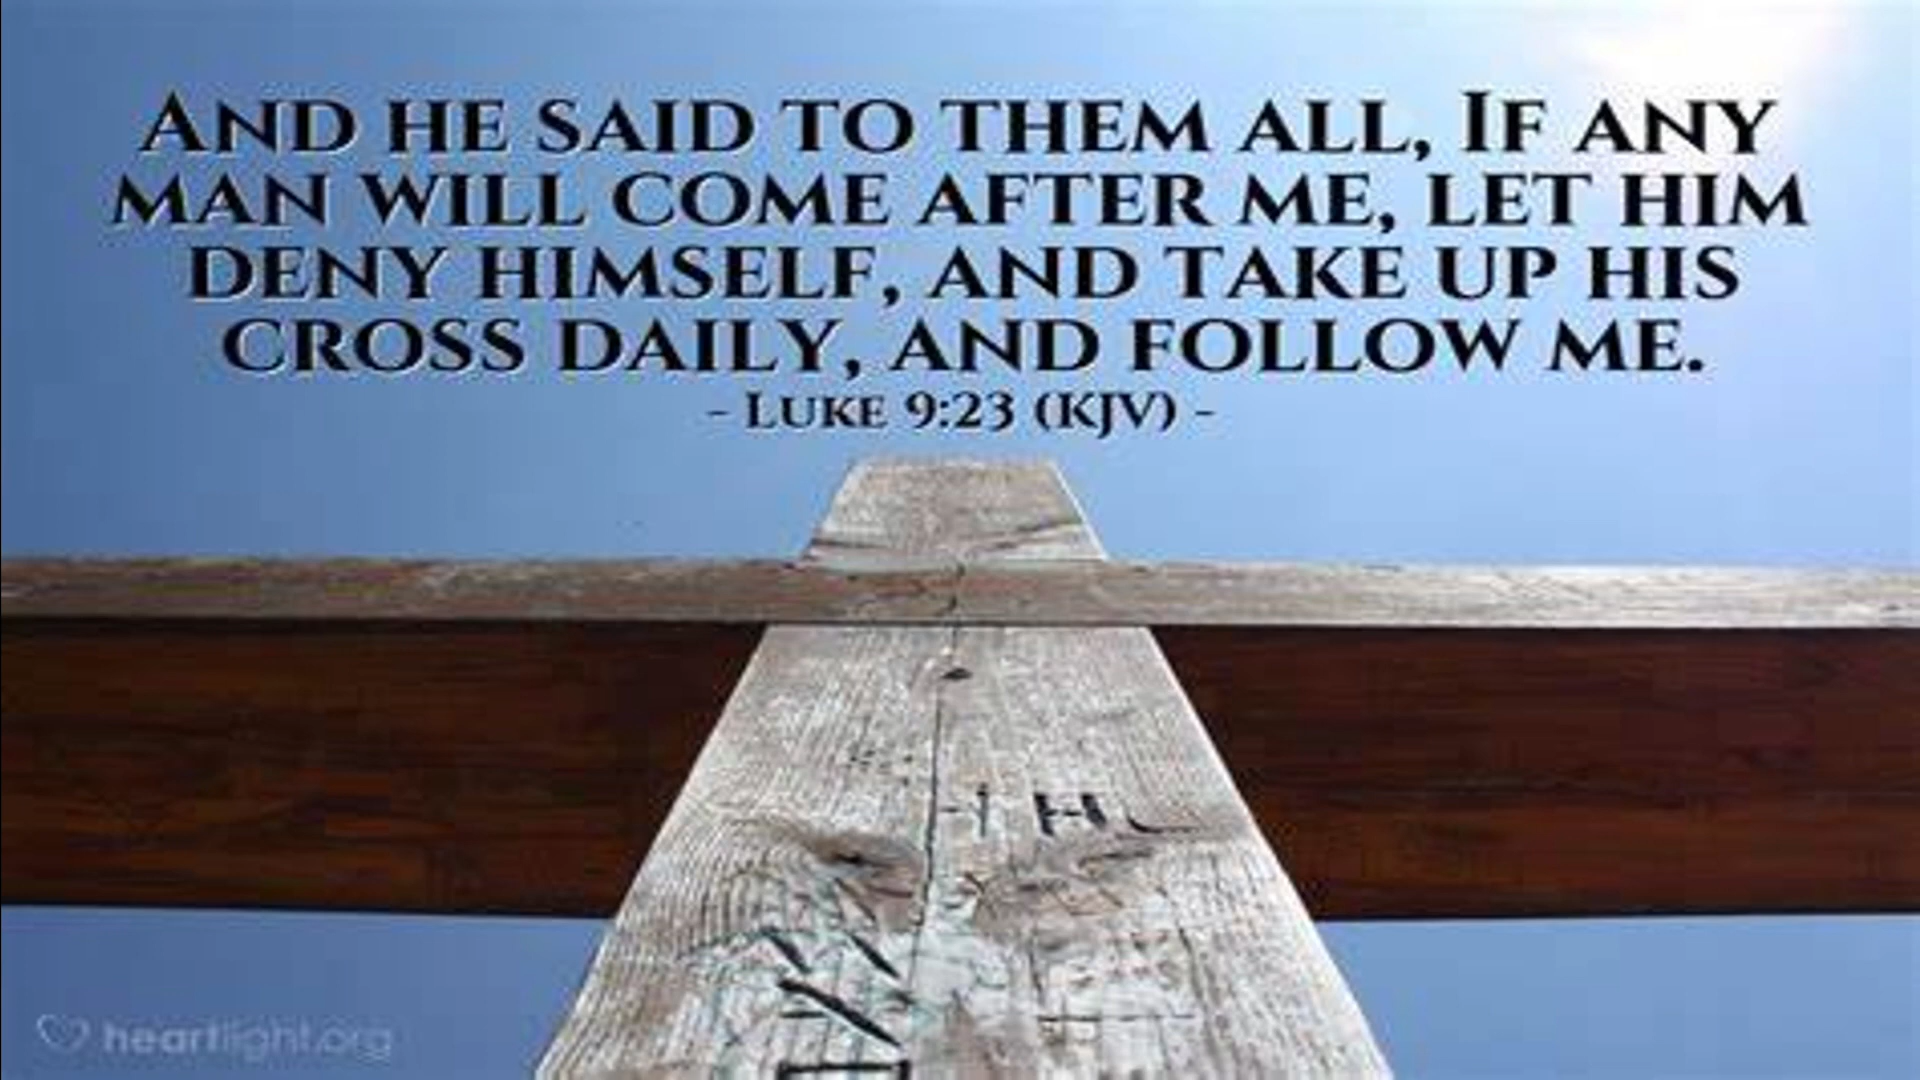 And he said to them all, If any
man will come after me, let him
deny himself, and take up his
cross daily, and follow me.
- Luke 9:23 (KJV) -
I H
heartlight.org